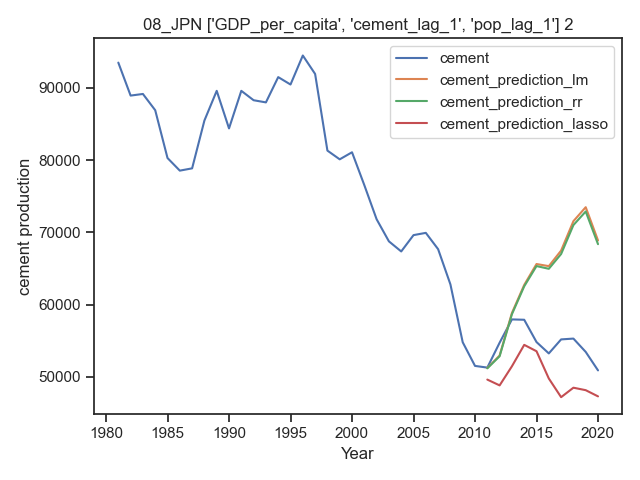 08_JPN ['GDP_per_capita', 'cement_lag_1', 'pop_lag_1'] 2
cement
cement_prediction_lm
cement_prediction_rr
cement_prediction_lasso
90000
80000
70000
60000
50000
cement production
1980 1985 1990 1995 2000 2005 2010 2015 2020
Year